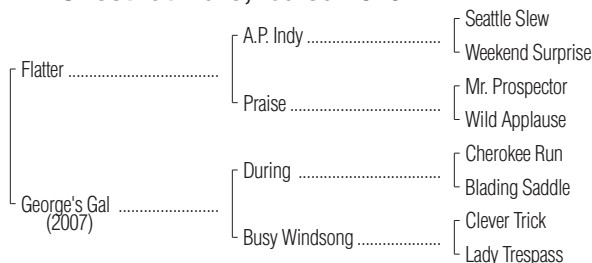 Seattle Slew
A.P. Indy ........................................
Weekend Surprise
Flatter .............................................
Mr. Prospector
Praise ............................................
Wild Applause
Cherokee Run
During ..........................................
Blading Saddle
George's Gal ..............................
(2007)
Clever Trick
Busy Windsong .........................
Lady Trespass